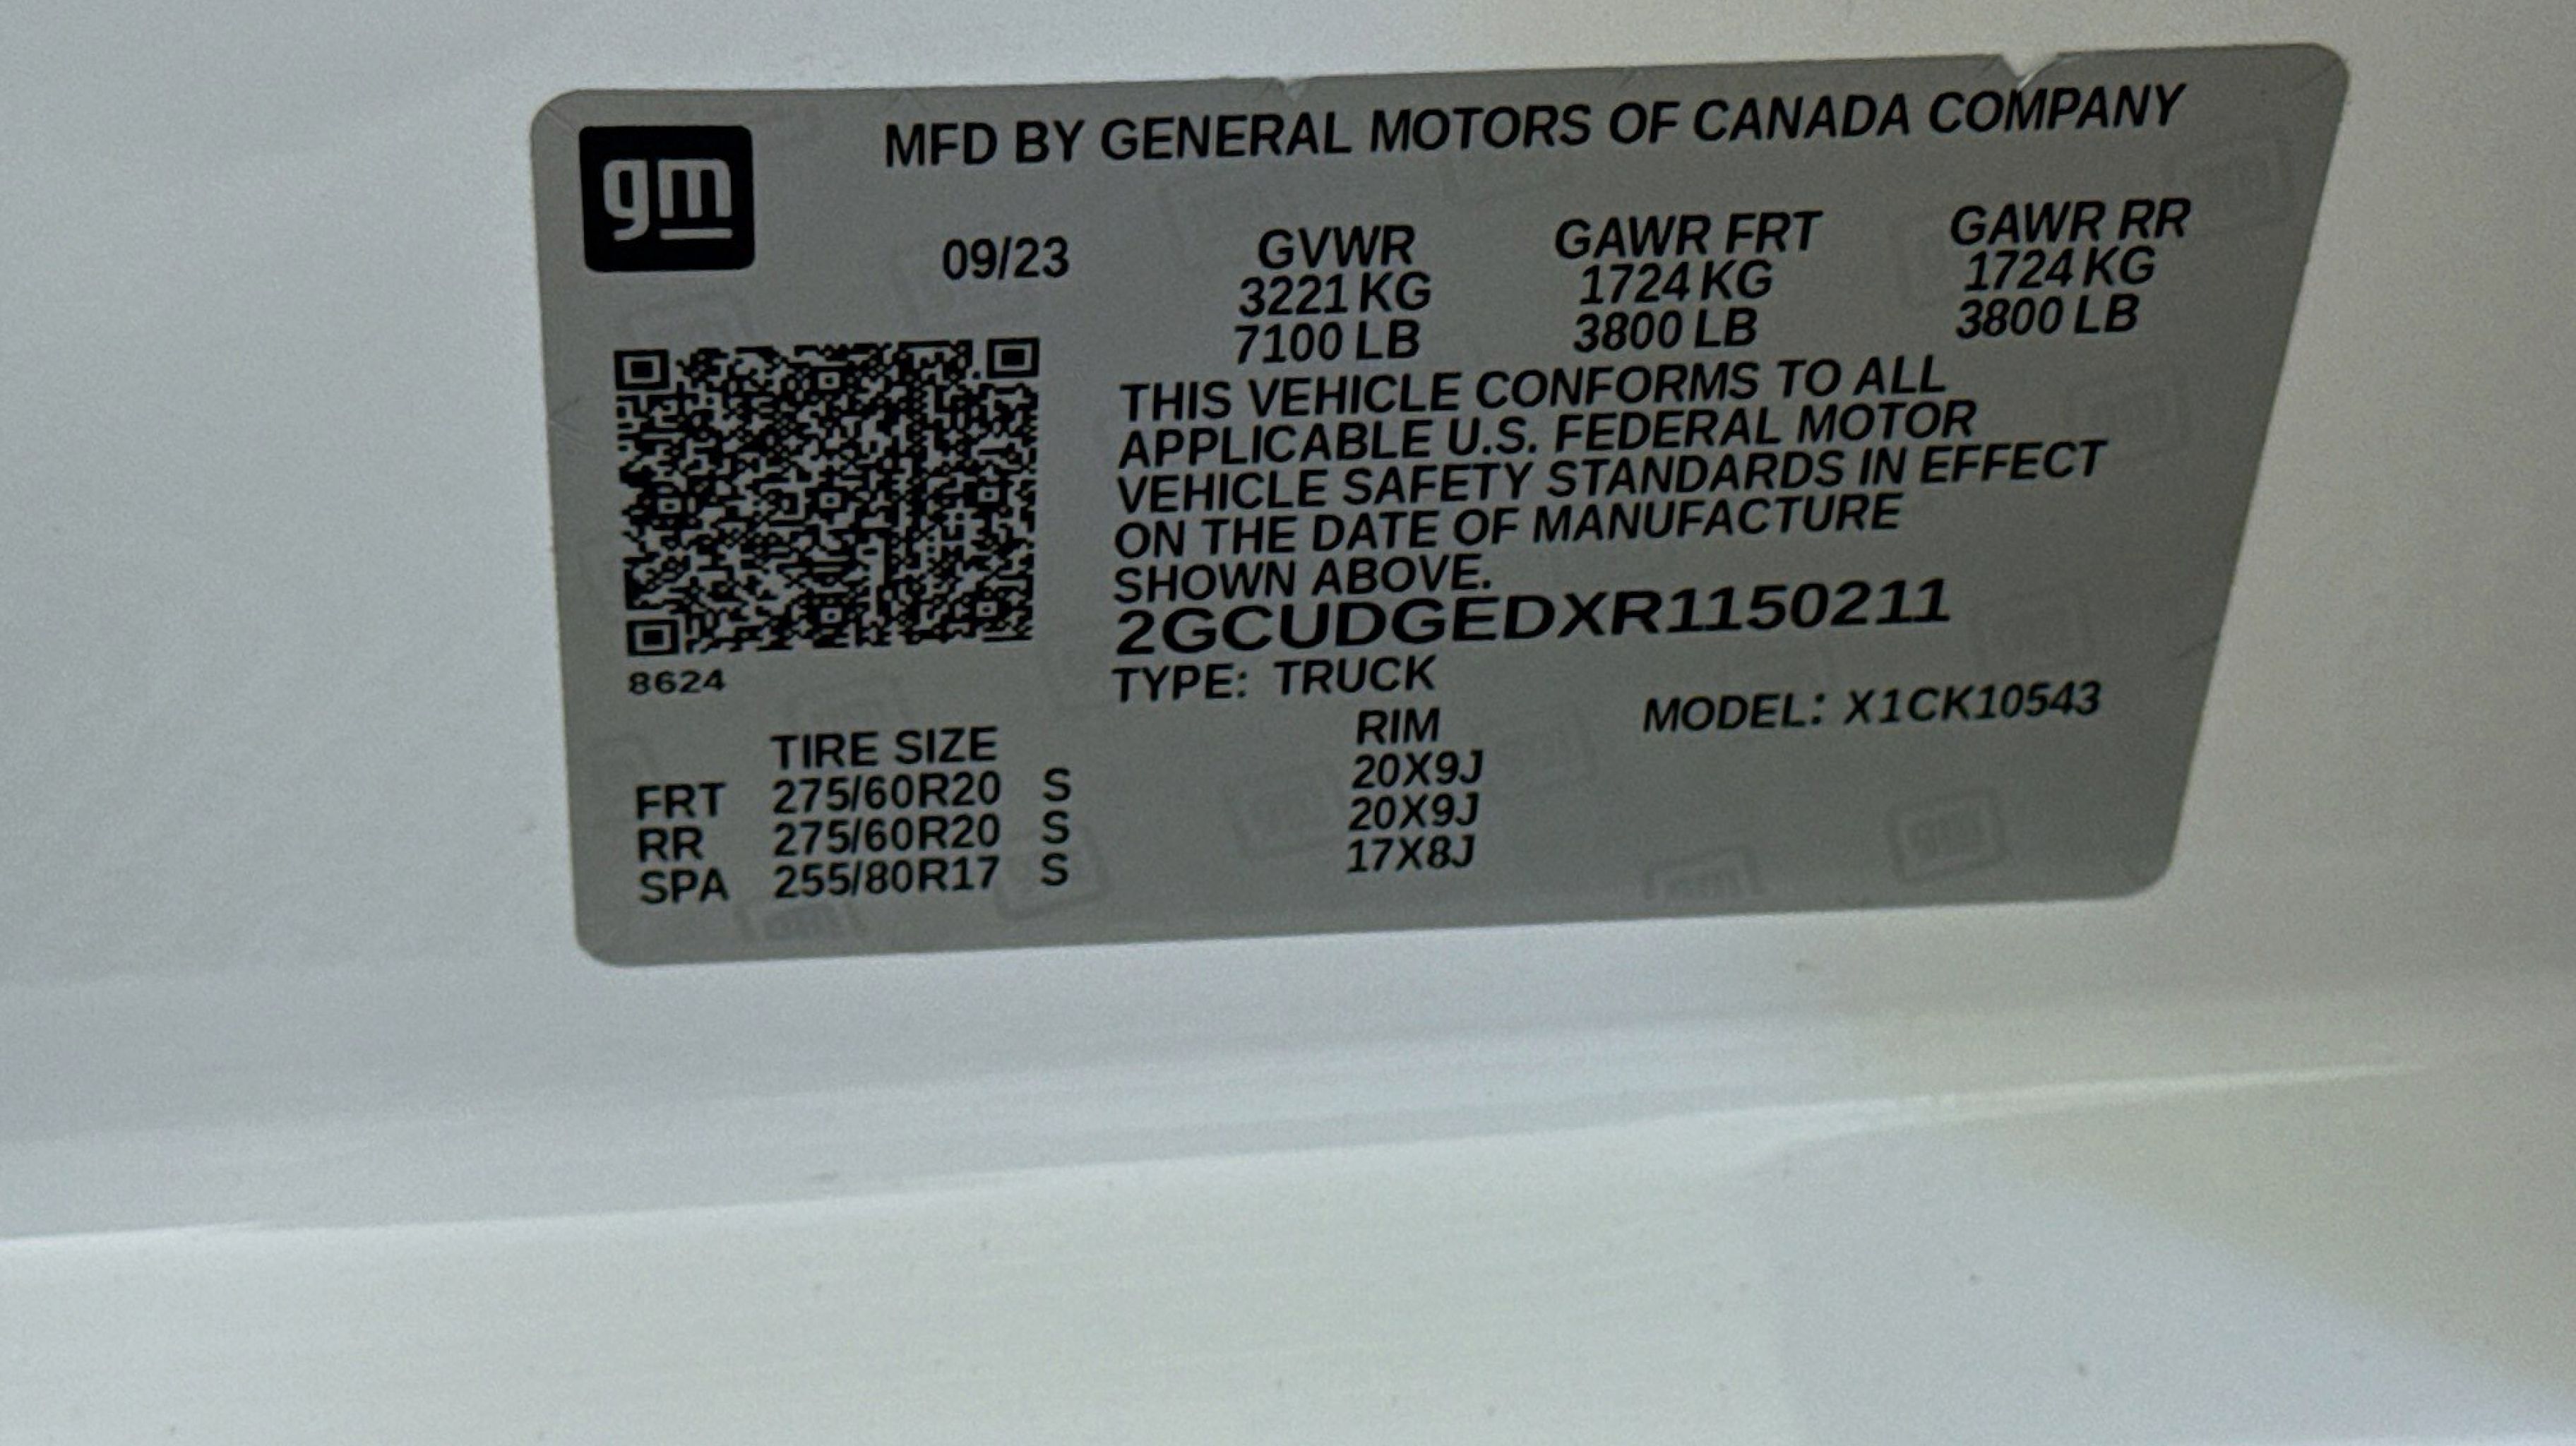 gm
MFD BY GENERAL MOTORS OF CANADA COMPANY
09/23
GVWR GAWR FRT GAWR RR
3221 KG 1724 KG 1724 KG
7100 LB 3800 LB 3800 LB
THIS VEHICLE CONFORMS TO ALL
APPLICABLE U.S. FEDERAL MOTOR
VEHICLE SAFETY STANDARDS IN EFFECT
ON THE DATE OF MANUFACTURE
SHOWN ABOVE.
2GCUDGEDXR1150211
8624
TYPE: TRUCK
MODEL: X1CK10543
TIRE SIZE RIM
FRT 275/60R20 S 20X9J
RR 275/60R20 S 20X9J
SPA 255/80R17 S 17X8J